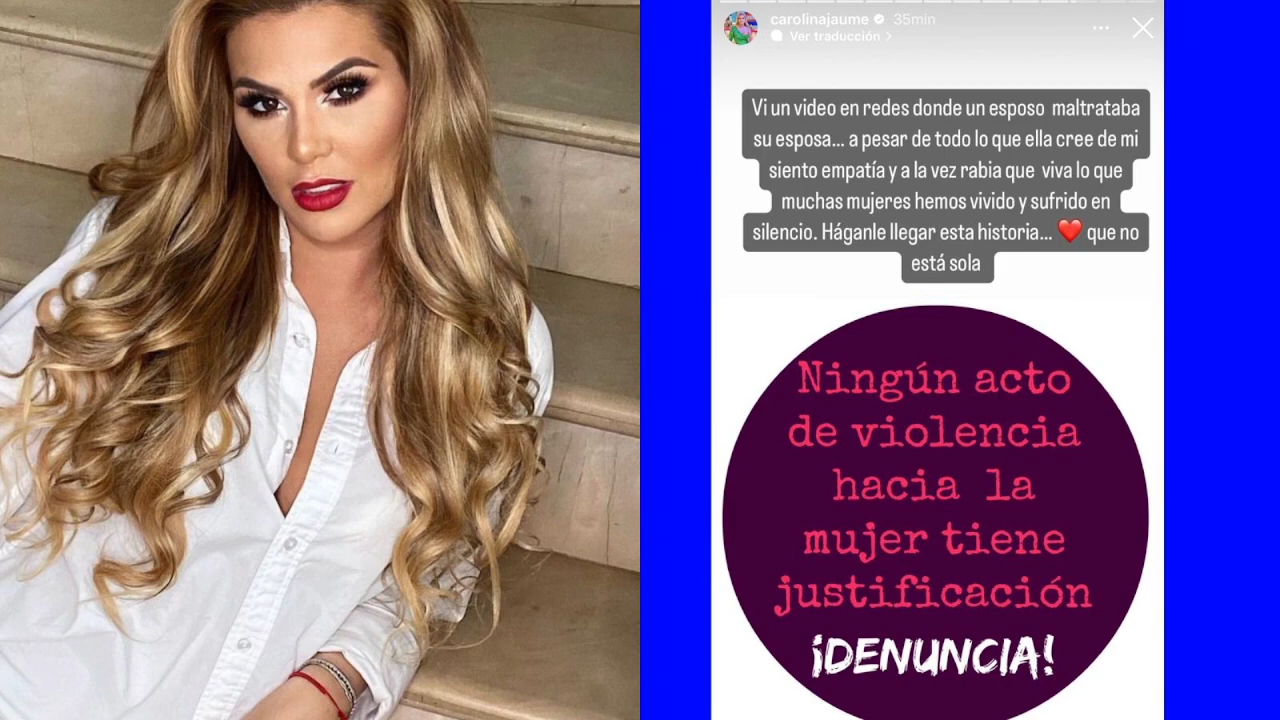 carolinajaume 35min
Ver traducción >
Vi un video en redes donde un esposo maltrataba
su esposa... a pesar de todo lo que ella cree de mi
siento empatía y a la vez rabia que viva lo que
muchas mujeres hemos vivido y sufrido en
silencio. Háganle llegar esta historia... ❤️ que no
está sola
Ningún acto
de violencia
hacia la
mujer tiene
justificación
¡DENUNCIA!